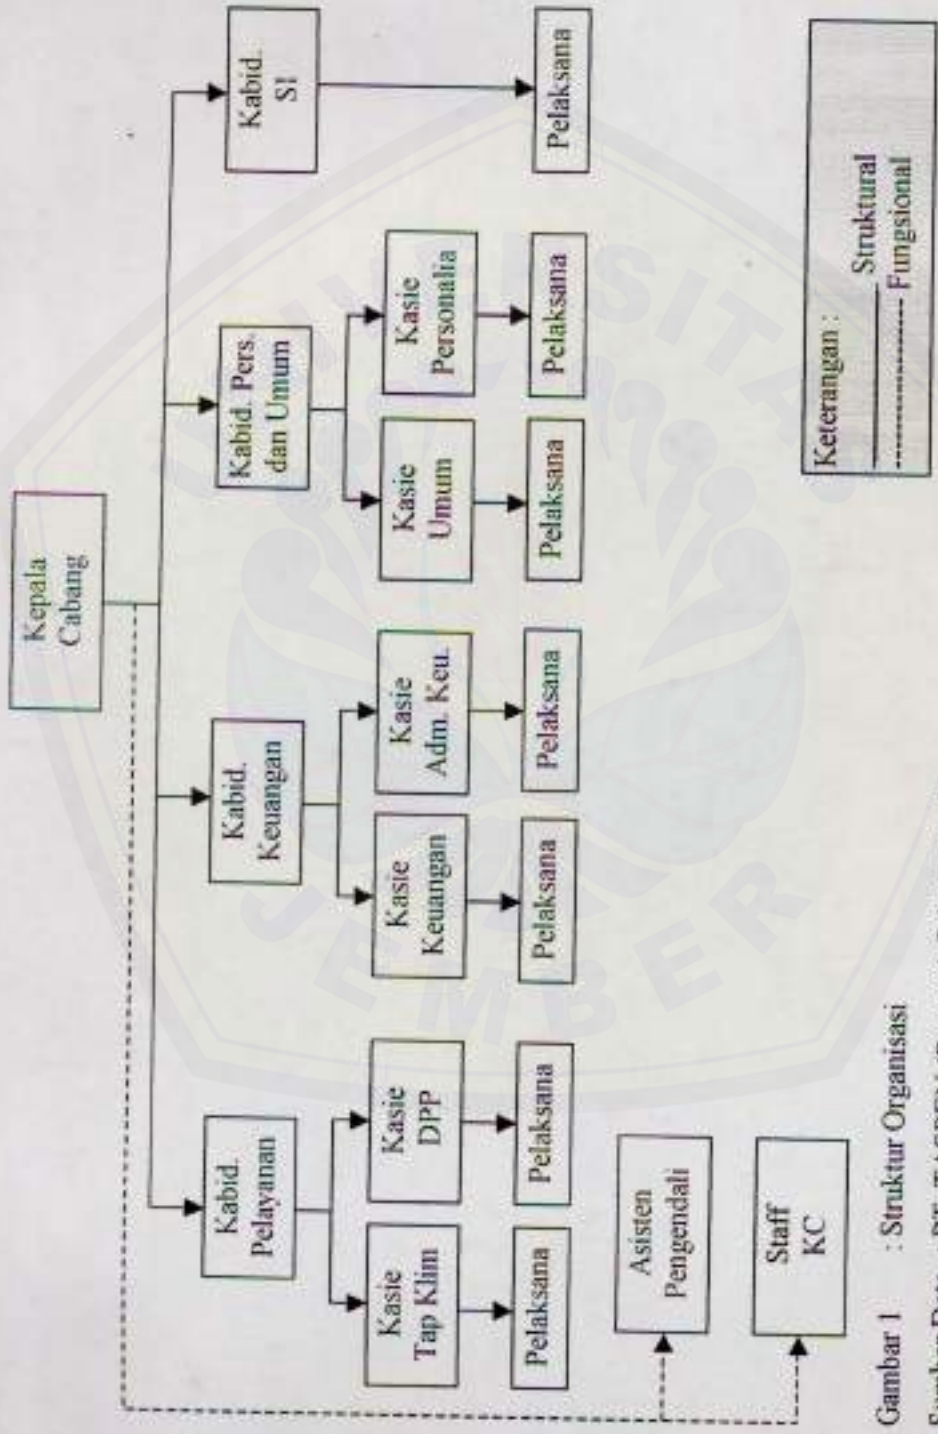 Kepala
Cabang
Kabid.
Pelayanan
Kabid.
Keuangan
Kabid. Pers.
dan Umum
Kabid.
SI
Kasie
Tap Klim
Kasie
DPP
Kasie
Keuangan
Kasie
Adm. Keu.
Kasie
Umum
Kasie
Personalia
Pelaksana
Pelaksana
Pelaksana
Pelaksana
Pelaksana
Pelaksana
Pelaksana
Asisten
Pengendali
Staff
KC
Keterangan :
Struktural
Fungsional
Gambar 1 : Struktur Organisasi
UNIVERSITAS
JEMBER